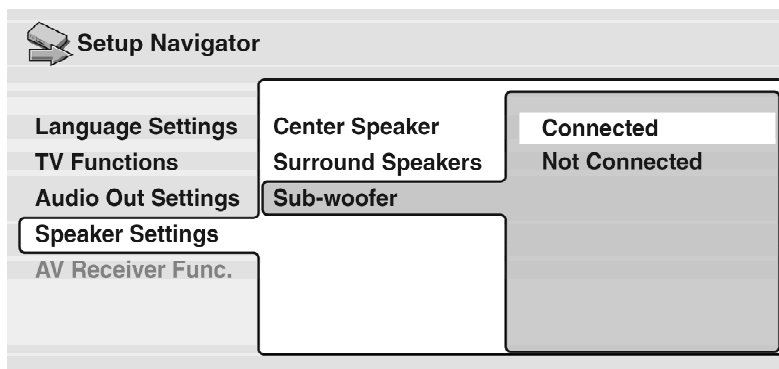 Setup Navigator
Language Settings
TV Functions
Audio Out Settings
Speaker Settings
AV Receiver Func.
Center Speaker
Surround Speakers
Sub-woofer
Connected
Not Connected